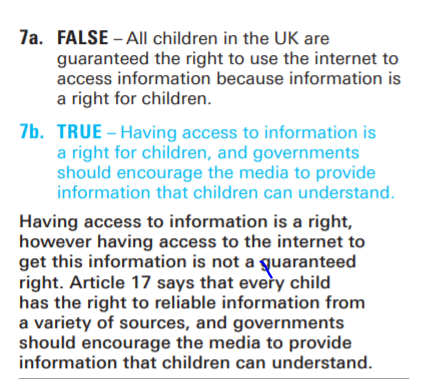 7a. FALSE – All children in the UK are
guaranteed the right to use the internet to
access information because information is
a right for children.
7b. TRUE – Having access to information is
a right for children, and governments
should encourage the media to provide
information that children can understand.
Having access to information is a right,
however having access to the internet to
get this information is not a guaranteed
right. Article 17 says that every child
has the right to reliable information from
a variety of sources, and governments
should encourage the media to provide
information that children can understand.